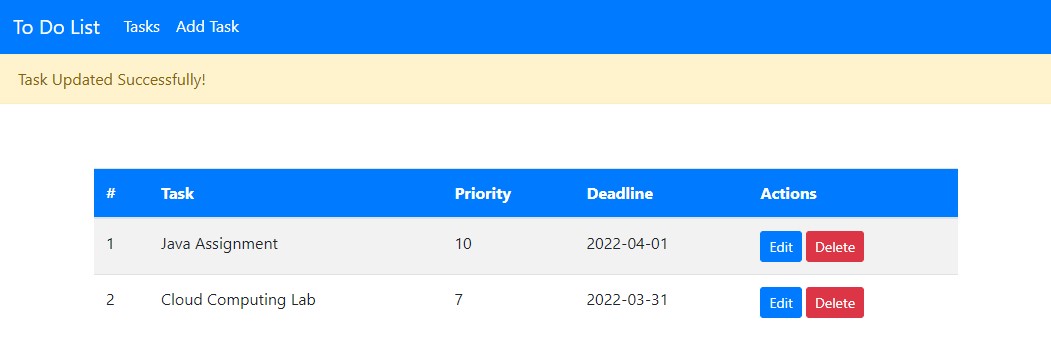 To Do List Tasks Add Task
Task Updated Successfully!
# Task Priority Deadline Actions
1 Java Assignment 10 2022-04-01 Edit Delete
2 Cloud Computing Lab 7 2022-03-31 Edit Delete